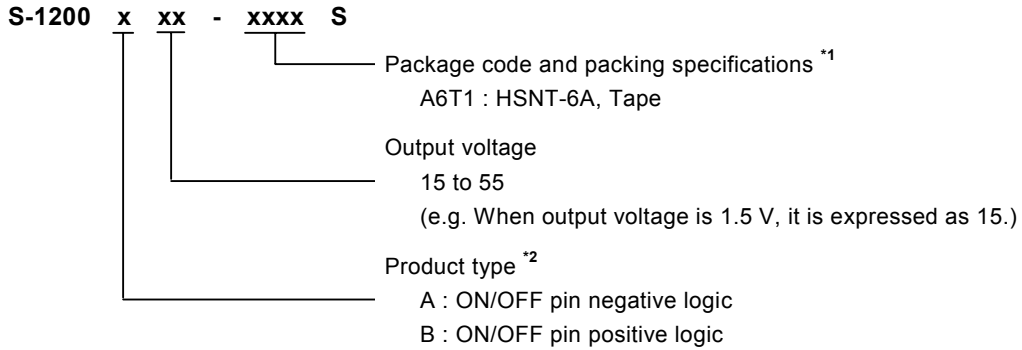 S-1200 x xx - xxxx S
Package code and packing specifications *1
A6T1 : HSNT-6A, Tape
Output voltage
15 to 55
(e.g. When output voltage is 1.5 V, it is expressed as 15.)
Product type *2
A : ON/OFF pin negative logic
B : ON/OFF pin positive logic